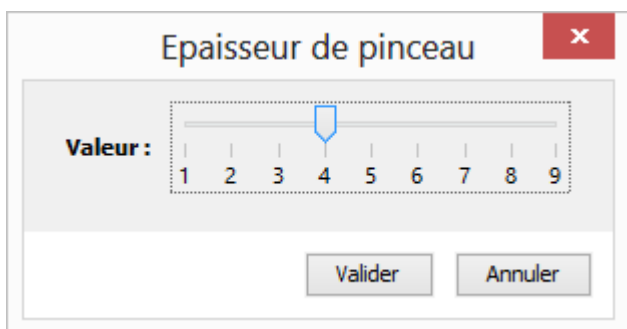 Epaisseur de pinceau
Valeur :
1 2 3 4 5 6 7 8 9
Valider Annuler